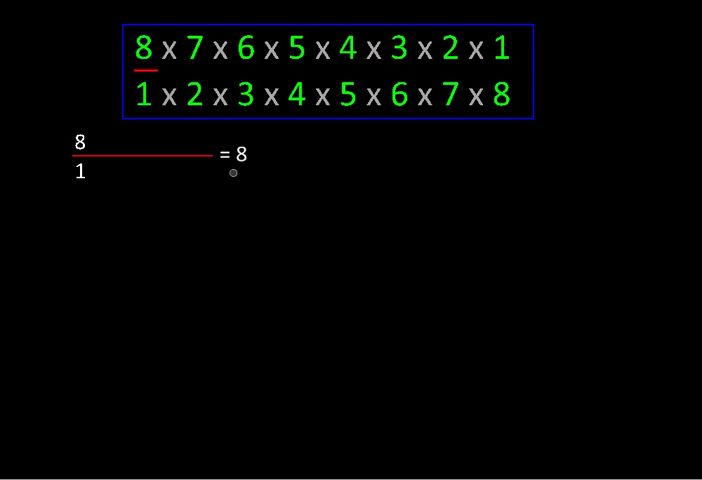 8 x 7 x 6 x 5 x 4 x 3 x 2 x 1
1 x 2 x 3 x 4 x 5 x 6 x 7 x 8
8
= 8
1